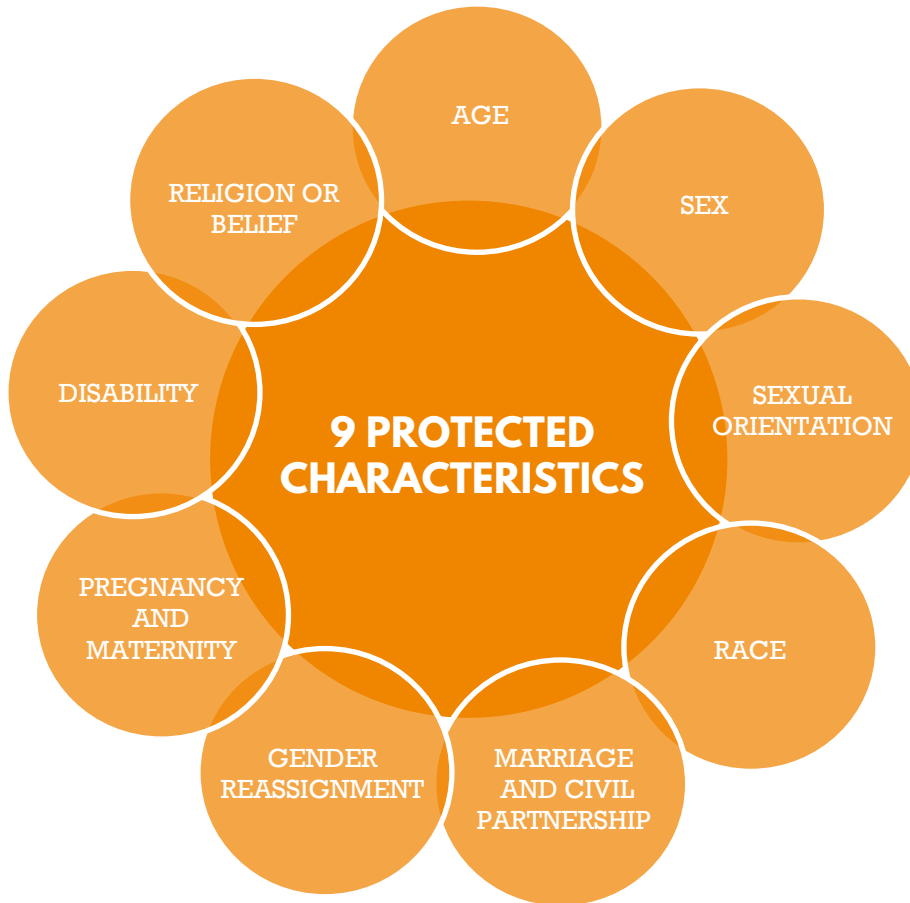 AGE
SEX
SEXUAL
ORIENTATION
RACE
MARRIAGE
AND CIVIL
PARTNERSHIP
GENDER
REASSIGNMENT
PREGNANCY
AND
MATERNITY
DISABILITY
RELIGION OR
BELIEF
9 PROTECTED
CHARACTERISTICS